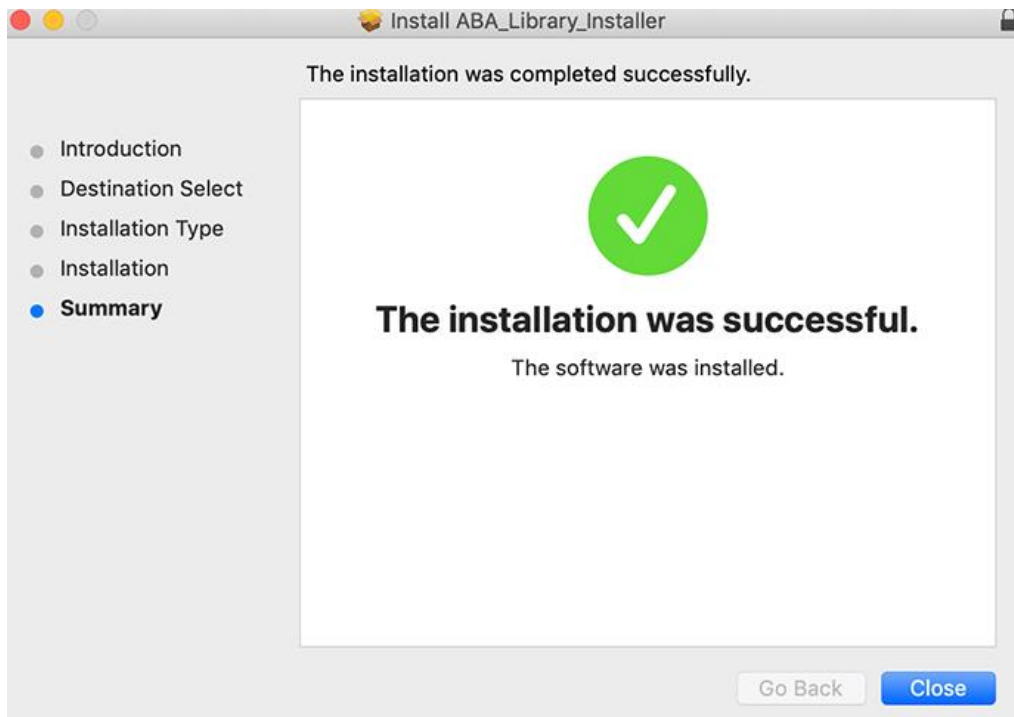 Install ABA_Library_Installer
The installation was completed successfully.
Introduction
Destination Select
Installation Type
Installation
Summary
The installation was successful.
The software was installed.
Go Back
Close